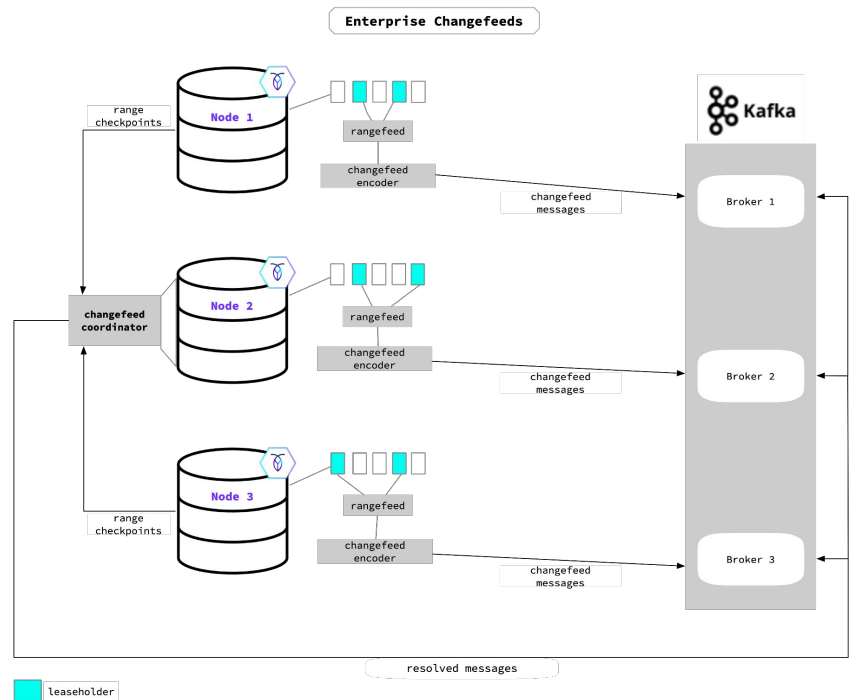 Enterprise Changefeeds
range
checkpoints
Node 1
rangefeed
changefeed
encoder
changefeed
messages
Kafka
Broker 1
changefeed
coordinator
Node 2
rangefeed
changefeed
encoder
changefeed
messages
Broker 2
range
checkpoints
Node 3
rangefeed
changefeed
encoder
changefeed
messages
Broker 3
resolved messages
leaseholder